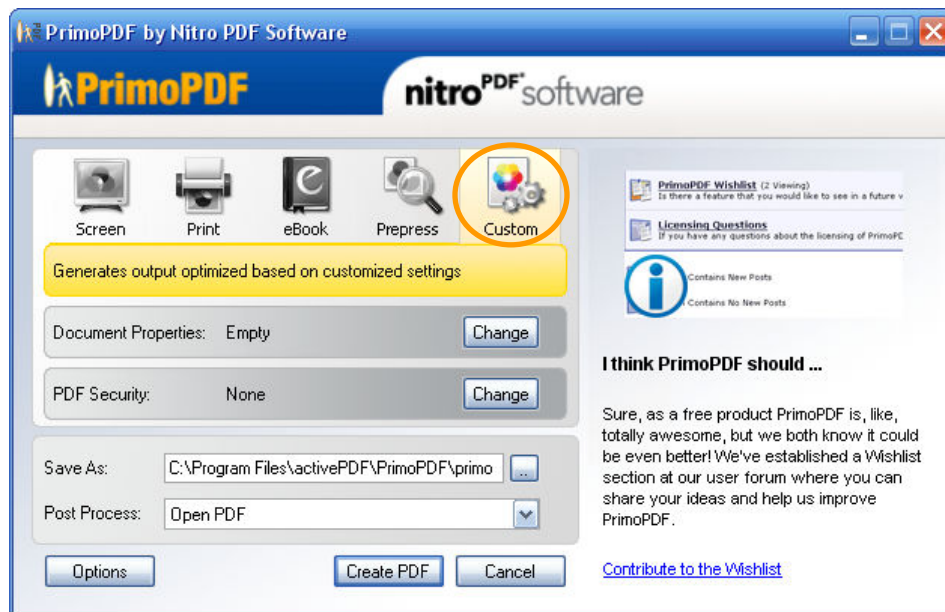 PrimoPDF by Nitro PDF Software
PrimoPDF
nitroPDF software
Screen
Print
eBook
Prepress
Custom
Generates output optimized based on customized settings
Document Properties: Empty
Change
PDF Security: None
Change
Save As: C:\Program Files\activePDF\PrimoPDF\primo
..
Post Process: Open PDF
Options
Create PDF
Cancel
PrimoPDF Wishlist (2 Viewing)
Is there a feature that you would like to see in a future v
Licensing Questions
If you have any questions about the licensing of PrimoPD
Contains New Posts
Contains No New Posts
I think PrimoPDF should ...
Sure, as a free product PrimoPDF is, like,
totally awesome, but we both know it could
be even better! We've established a Wishlist
section at our user forum where you can
share your ideas and help us improve
PrimoPDF.
Contribute to the Wishlist